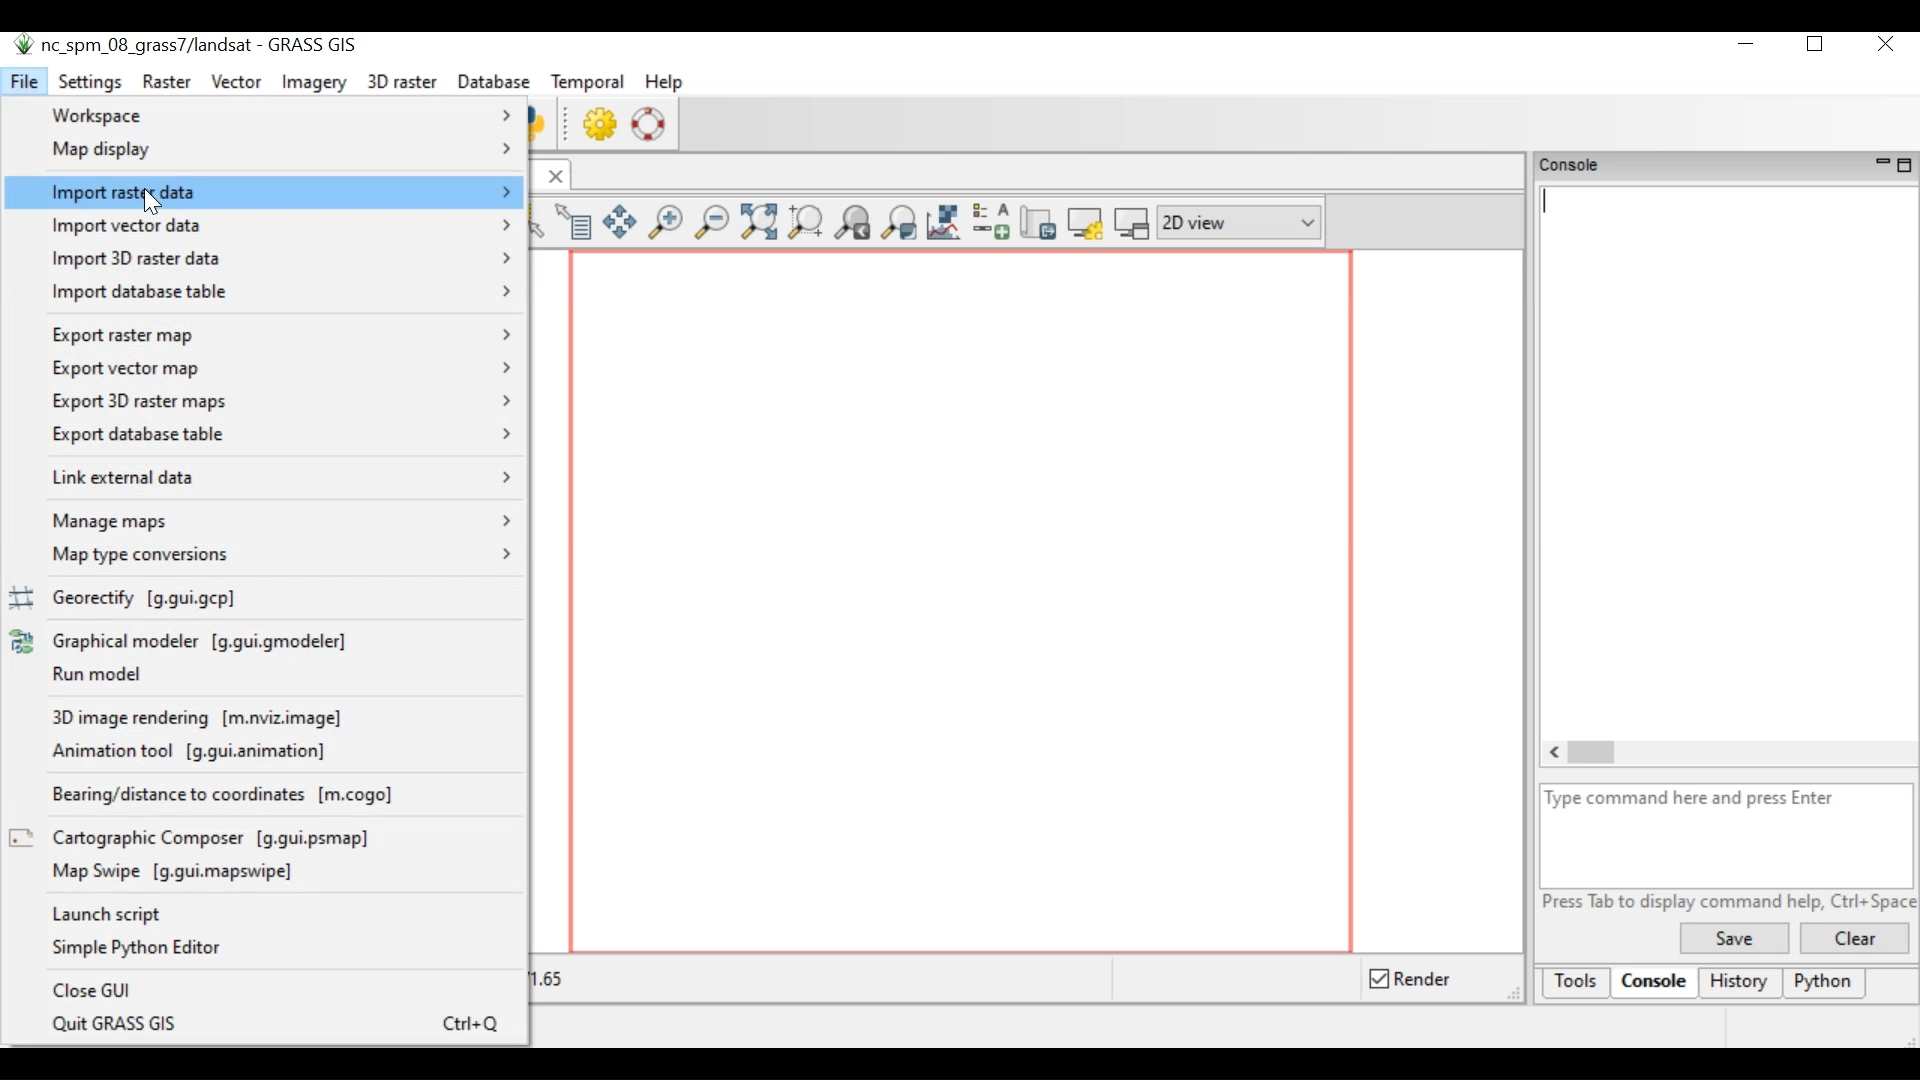 nc_spm_08_grass7/landsat - GRASS GIS
File Settings Raster Vector Imagery 3D raster Database Temporal Help
Workspace
Map display
Import raster data
Import vector data
Import 3D raster data
Import database table
Export raster map
Export vector map
Export 3D raster maps
Export database table
Link external data
Manage maps
Map type conversions
Georectify [g.gui.gcp]
Graphical modeler [g.gui.gmodeler]
Run model
3D image rendering [m.nviz.image]
Animation tool [g.gui.animation]
Bearing/distance to coordinates [m.cogo]
Cartographic Composer [g.gui.psmap]
Map Swipe [g.gui.mapswipe]
Launch script
Simple Python Editor
Close GUI
Quit GRASS GIS Ctrl+Q
2D view
1.65
Render
Console
Type command here and press Enter
Press Tab to display command help, Ctrl+Space
Save Clear
Tools Console History Python